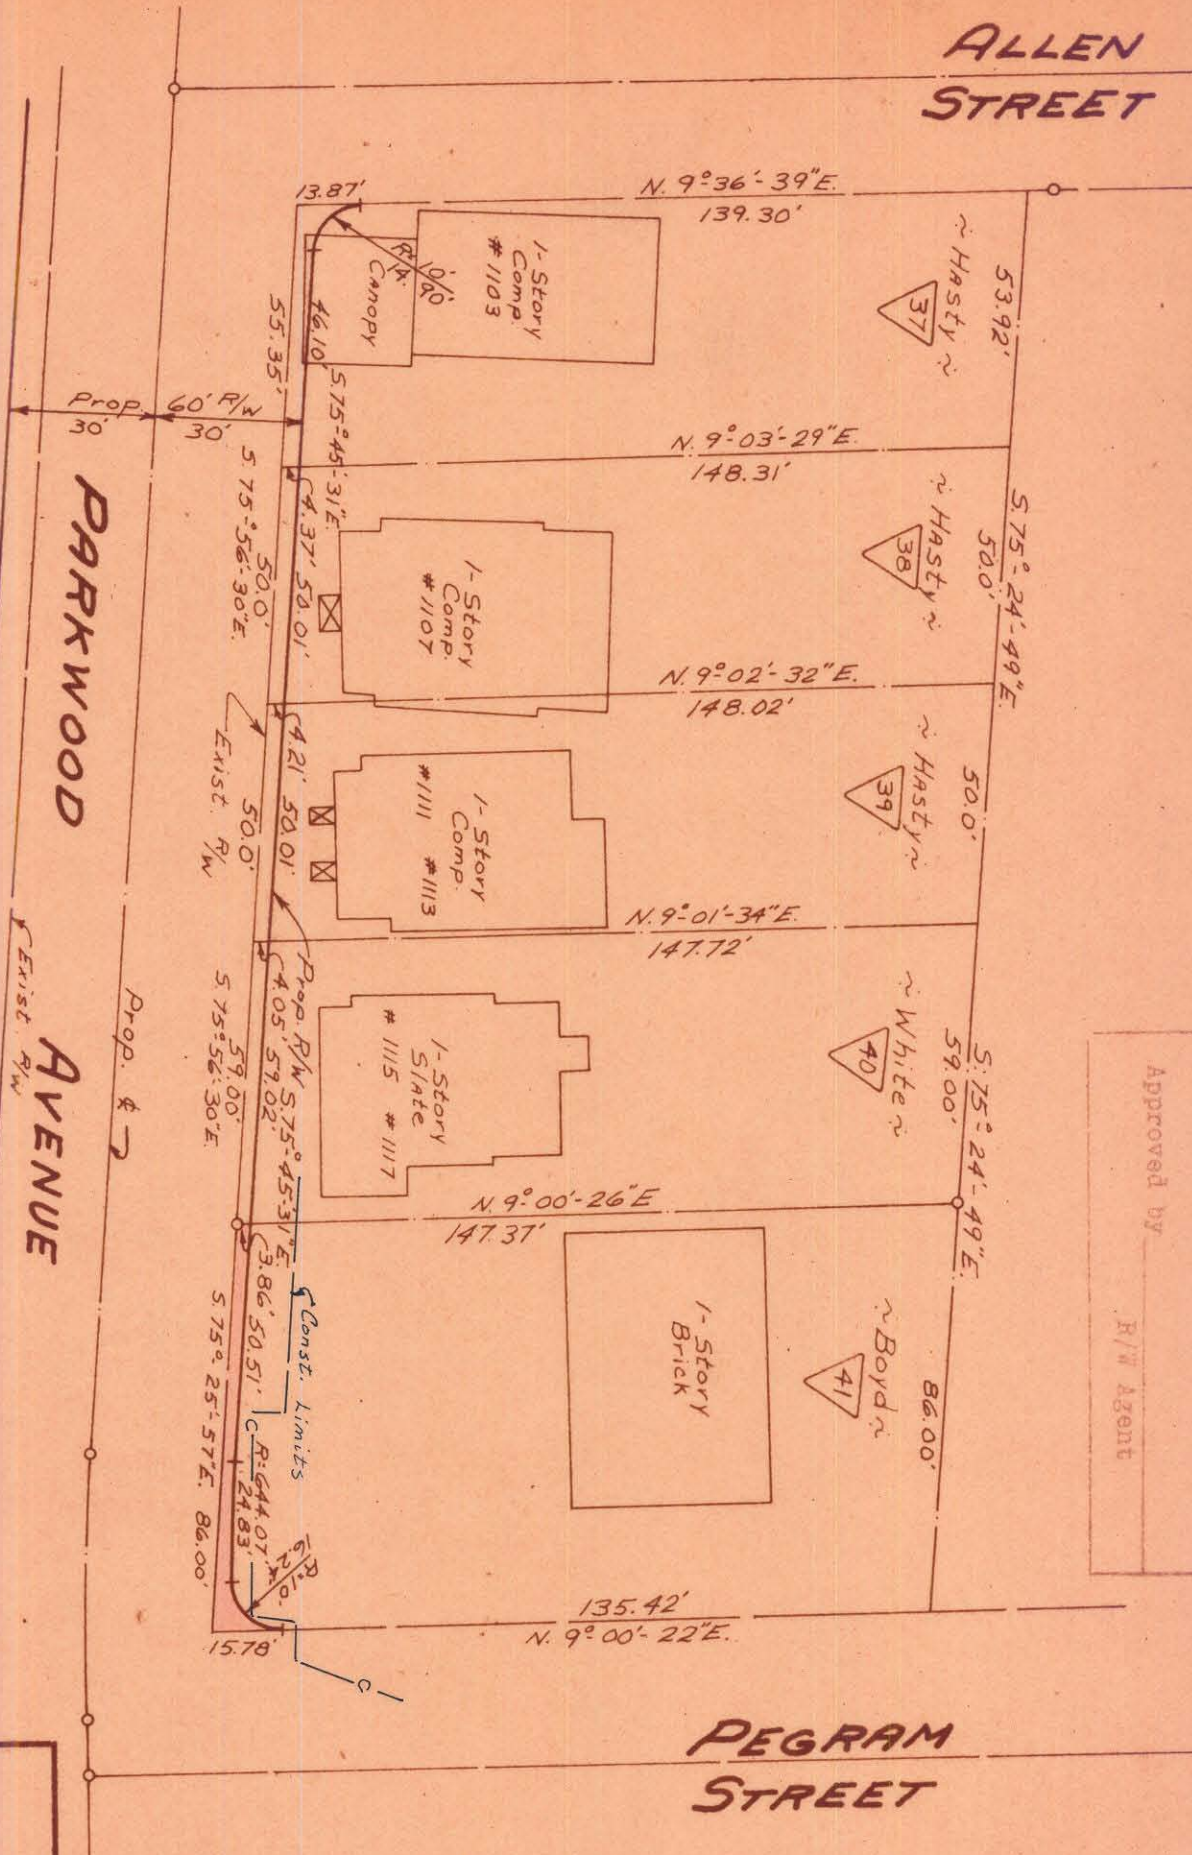 ALLEN
STREET
13.87'
N. 9°-36'-39"E.
139.30'
1-Story
Comp.
#1103
Canopy
~ Hasty ~
37
53.92'
46.10'
55.35'
S.75°-45'-31"E.
Prop. 60' R/W
30' 30'
N. 9°-03'-29"E.
148.31'
S. 75°-56'-30"E.
50.0'
4.37' 50.01'
1-Story
Comp.
#1107
~ Hasty ~
38
S.75°-24'-49"E.
50.0'
N. 9°-02'-32"E.
148.02'
PARKWOOD
AVENUE
Exist. R/W
50.0'
4.21' 50.01'
1-Story
Comp.
#1111 #1113
~ Hasty ~
39
50.0'
N. 9°-01'-34"E.
147.72'
Exist R/W
Prop. ℄
S. 75°-56'-30"E.
59.00'
4.05' 59.02'
Prop. R/W S.75°-45'-31"E.
1-Story
Slate
#1115 #1117
~ White ~
40
59.00'
S.75°-24'-49"E.
N. 9°-00'-26"E
147.37'
S.75°-25'-57"E. 86.00'
3.86' 50.51'
Const. Limits
C
R=644.07'
24.83'
1-Story
Brick
~ Boyd ~
41
86.00'
15.78'
135.42'
N. 9°-00'-22"E.
C
PEGRAM
STREET
Approved by
R/W Agent